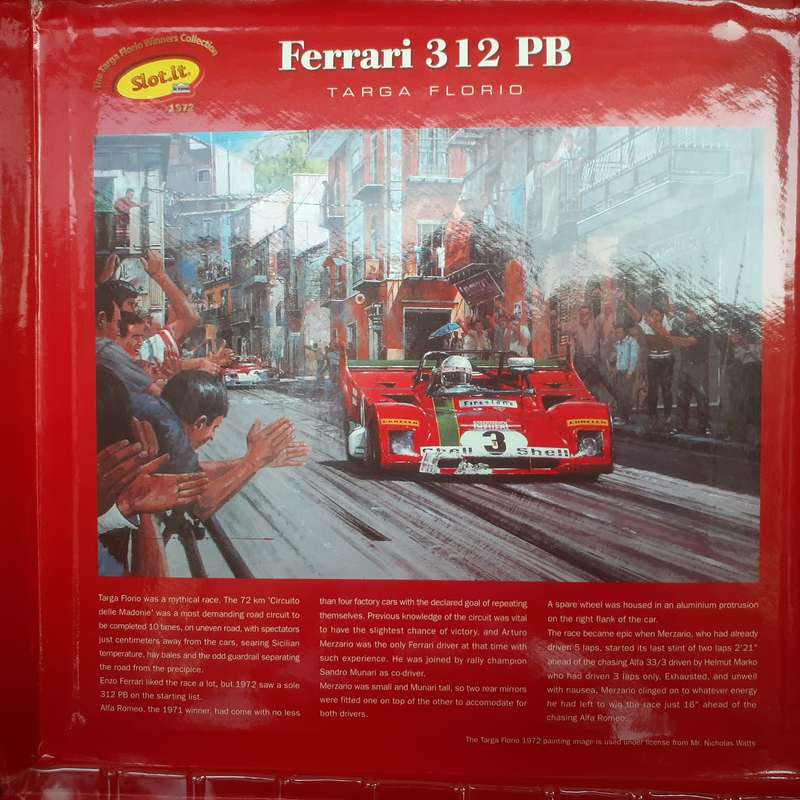 The Targa Florio Winners Collection
Slot.it
1972
Ferrari 312 PB
TARGA FLORIO
Firestone
3
Shell Shell
Targa Florio was a mythical race. The 72 km 'Circuito
delle Madonie' was a most demanding road circuit to
be completed 10 times, on uneven road, with spectators
just centimeters away from the cars, searing Sicilian
temperature, hay bales and the odd guardrail separating
the road from the precipice.
Enzo Ferrari liked the race a lot, but 1972 saw a sole
312 PB on the starting list.
Alfa Romeo, the 1971 winner, had come with no less
than four factory cars with the declared goal of repeating
themselves. Previous knowledge of the circuit was vital
to have the slightest chance of victory, and Arturo
Merzario was the only Ferrari driver at that time with
such experience. He was joined by rally champion
Sandro Munari as co-driver.
Merzario was small and Munari tall, so two rear mirrors
were fitted one on top of the other to accomodate for
both drivers.
A spare wheel was housed in an aluminium protrusion
on the right flank of the car.
The race became epic when Merzario, who had already
driven 5 laps, started its last stint of two laps 2'21"
ahead of the chasing Alfa 33/3 driven by Helmut Marko
who had driven 3 laps only. Exhausted, and unwell
with nausea, Merzario clinged on to whatever energy
he had left to win the race just 16" ahead of the
chasing Alfa Romeo.
The Targa Florio 1972 painting image is used under license from Mr. Nicholas Watts